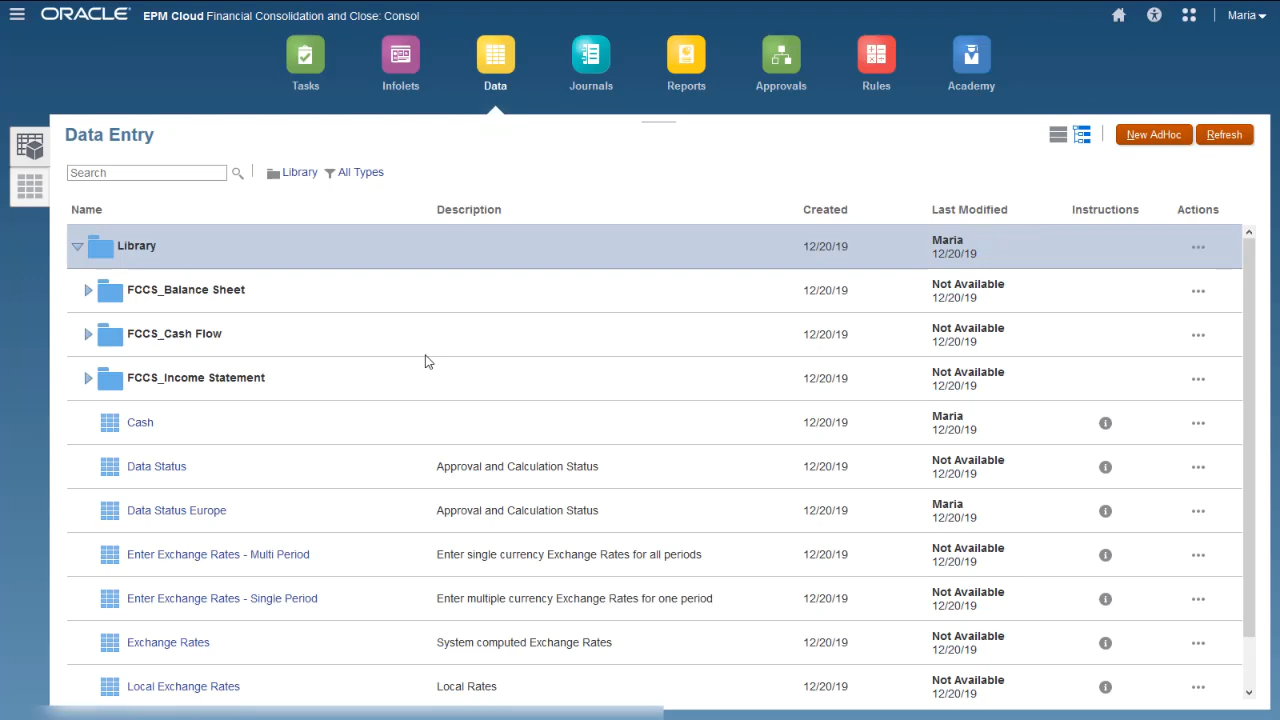 ORACLE® EPM Cloud Financial Consolidation and Close: Consol Maria
Tasks Infolets Data Journals Reports Approvals Rules Academy
Data Entry New AdHoc Refresh
Search Library All Types
Name Description Created Last Modified Instructions Actions
Library 12/20/19 Maria
12/20/19
FCCS_Balance Sheet 12/20/19 Not Available
12/20/19
FCCS_Cash Flow 12/20/19 Not Available
12/20/19
FCCS_Income Statement 12/20/19 Not Available
12/20/19
Cash 12/20/19 Maria
12/20/19
Data Status Approval and Calculation Status 12/20/19 Not Available
12/20/19
Data Status Europe Approval and Calculation Status 12/20/19 Maria
12/20/19
Enter Exchange Rates - Multi Period Enter single currency Exchange Rates for all periods 12/20/19 Not Available
12/20/19
Enter Exchange Rates - Single Period Enter multiple currency Exchange Rates for one period 12/20/19 Not Available
12/20/19
Exchange Rates System computed Exchange Rates 12/20/19 Not Available
12/20/19
Local Exchange Rates Local Rates 12/20/19 Not Available
12/20/19